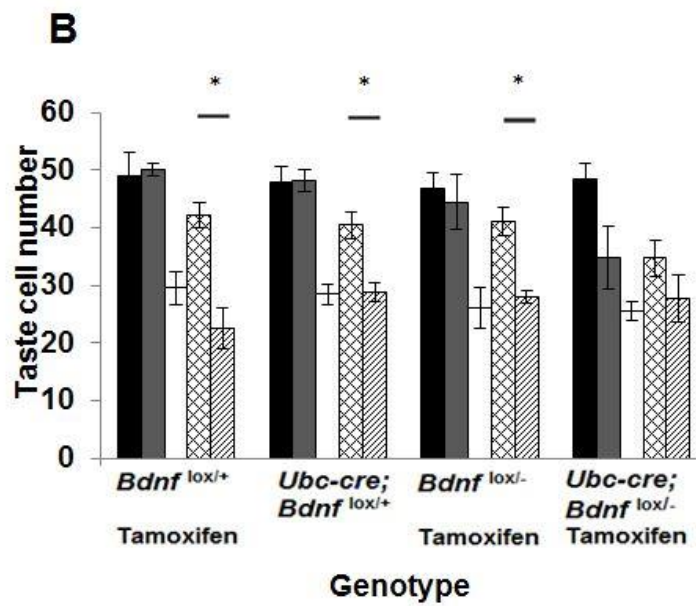 B
* * *
60
50
40
30
20
10
0
Taste cell number
Bdnf lox/+
Tamoxifen
Ubc-cre;
Bdnf lox/+
Bdnf lox/-
Tamoxifen
Ubc-cre;
Bdnf lox/-
Tamoxifen
Genotype